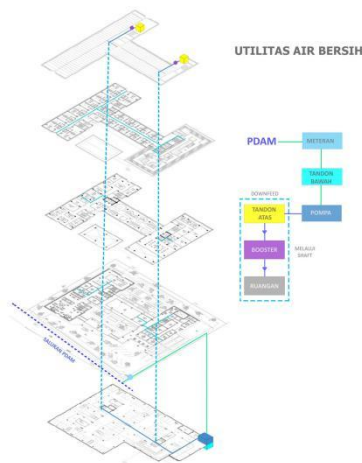 UTILITAS AIR BERSIH
PDAM
METERAN
TANDON
BAWAH
DOWNFEED
TANDON
ATAS
POMPA
BOOSTER
MELALUI
SHAFT
RUANGAN
SALURAN PDAM